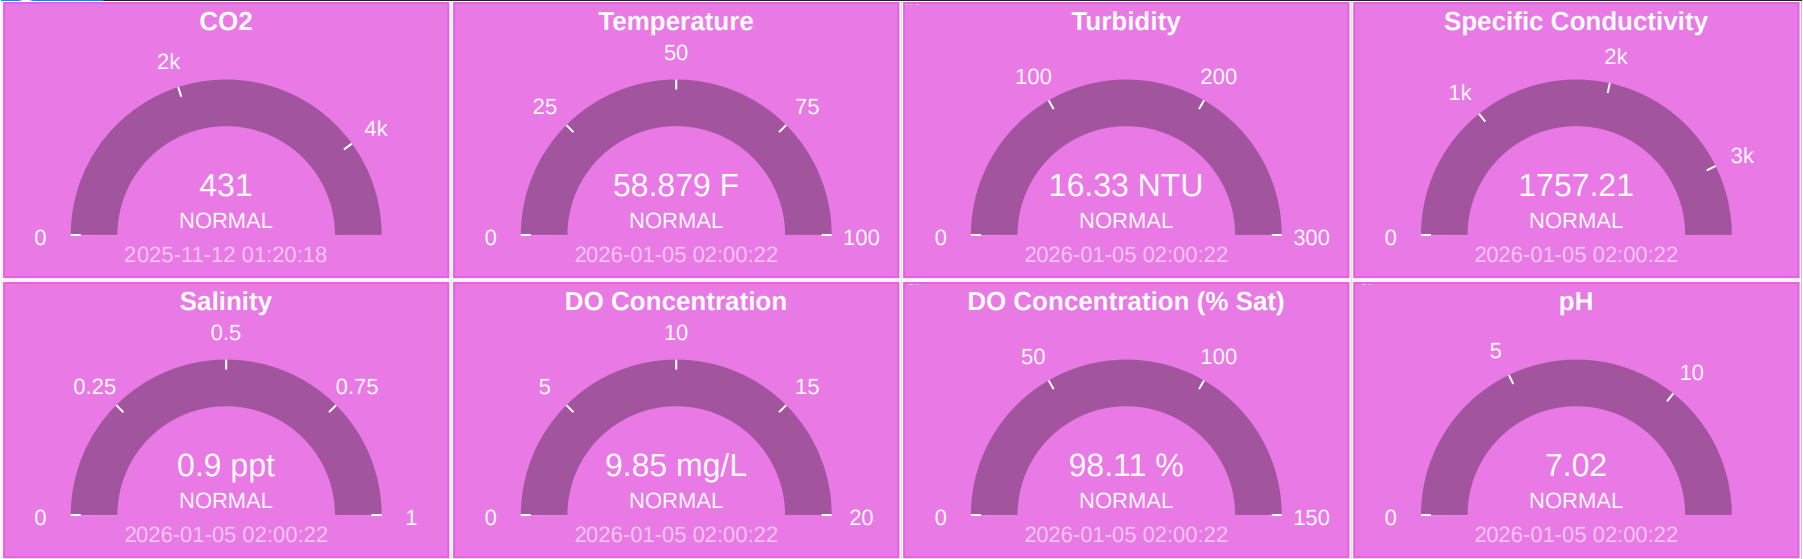 CO2
2k
4k
0
431
NORMAL
2025-11-12 01:20:18
Temperature
50
25
75
0
100
58.879 F
NORMAL
2026-01-05 02:00:22
Turbidity
100
200
0
300
16.33 NTU
NORMAL
2026-01-05 02:00:22
Specific Conductivity
2k
1k
3k
0
1757.21
NORMAL
2026-01-05 02:00:22
Salinity
0.5
0.25
0.75
0
1
0.9 ppt
NORMAL
2026-01-05 02:00:22
DO Concentration
10
5
15
0
20
9.85 mg/L
NORMAL
2026-01-05 02:00:22
DO Concentration (% Sat)
50
100
0
150
98.11 %
NORMAL
2026-01-05 02:00:22
pH
5
10
0
7.02
NORMAL
2026-01-05 02:00:22